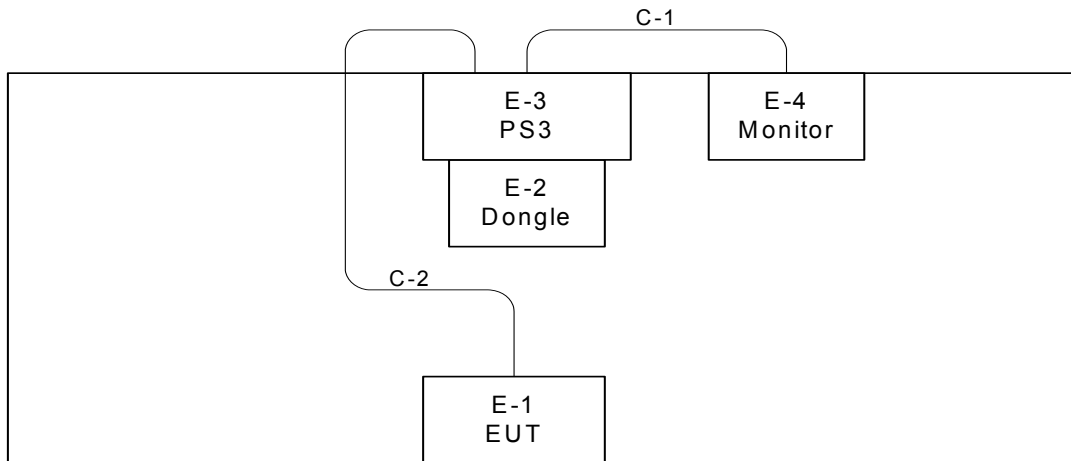 C-1
E-3
PS3
E-4
Monitor
E-2
Dongle
C-2
E-1
EUT